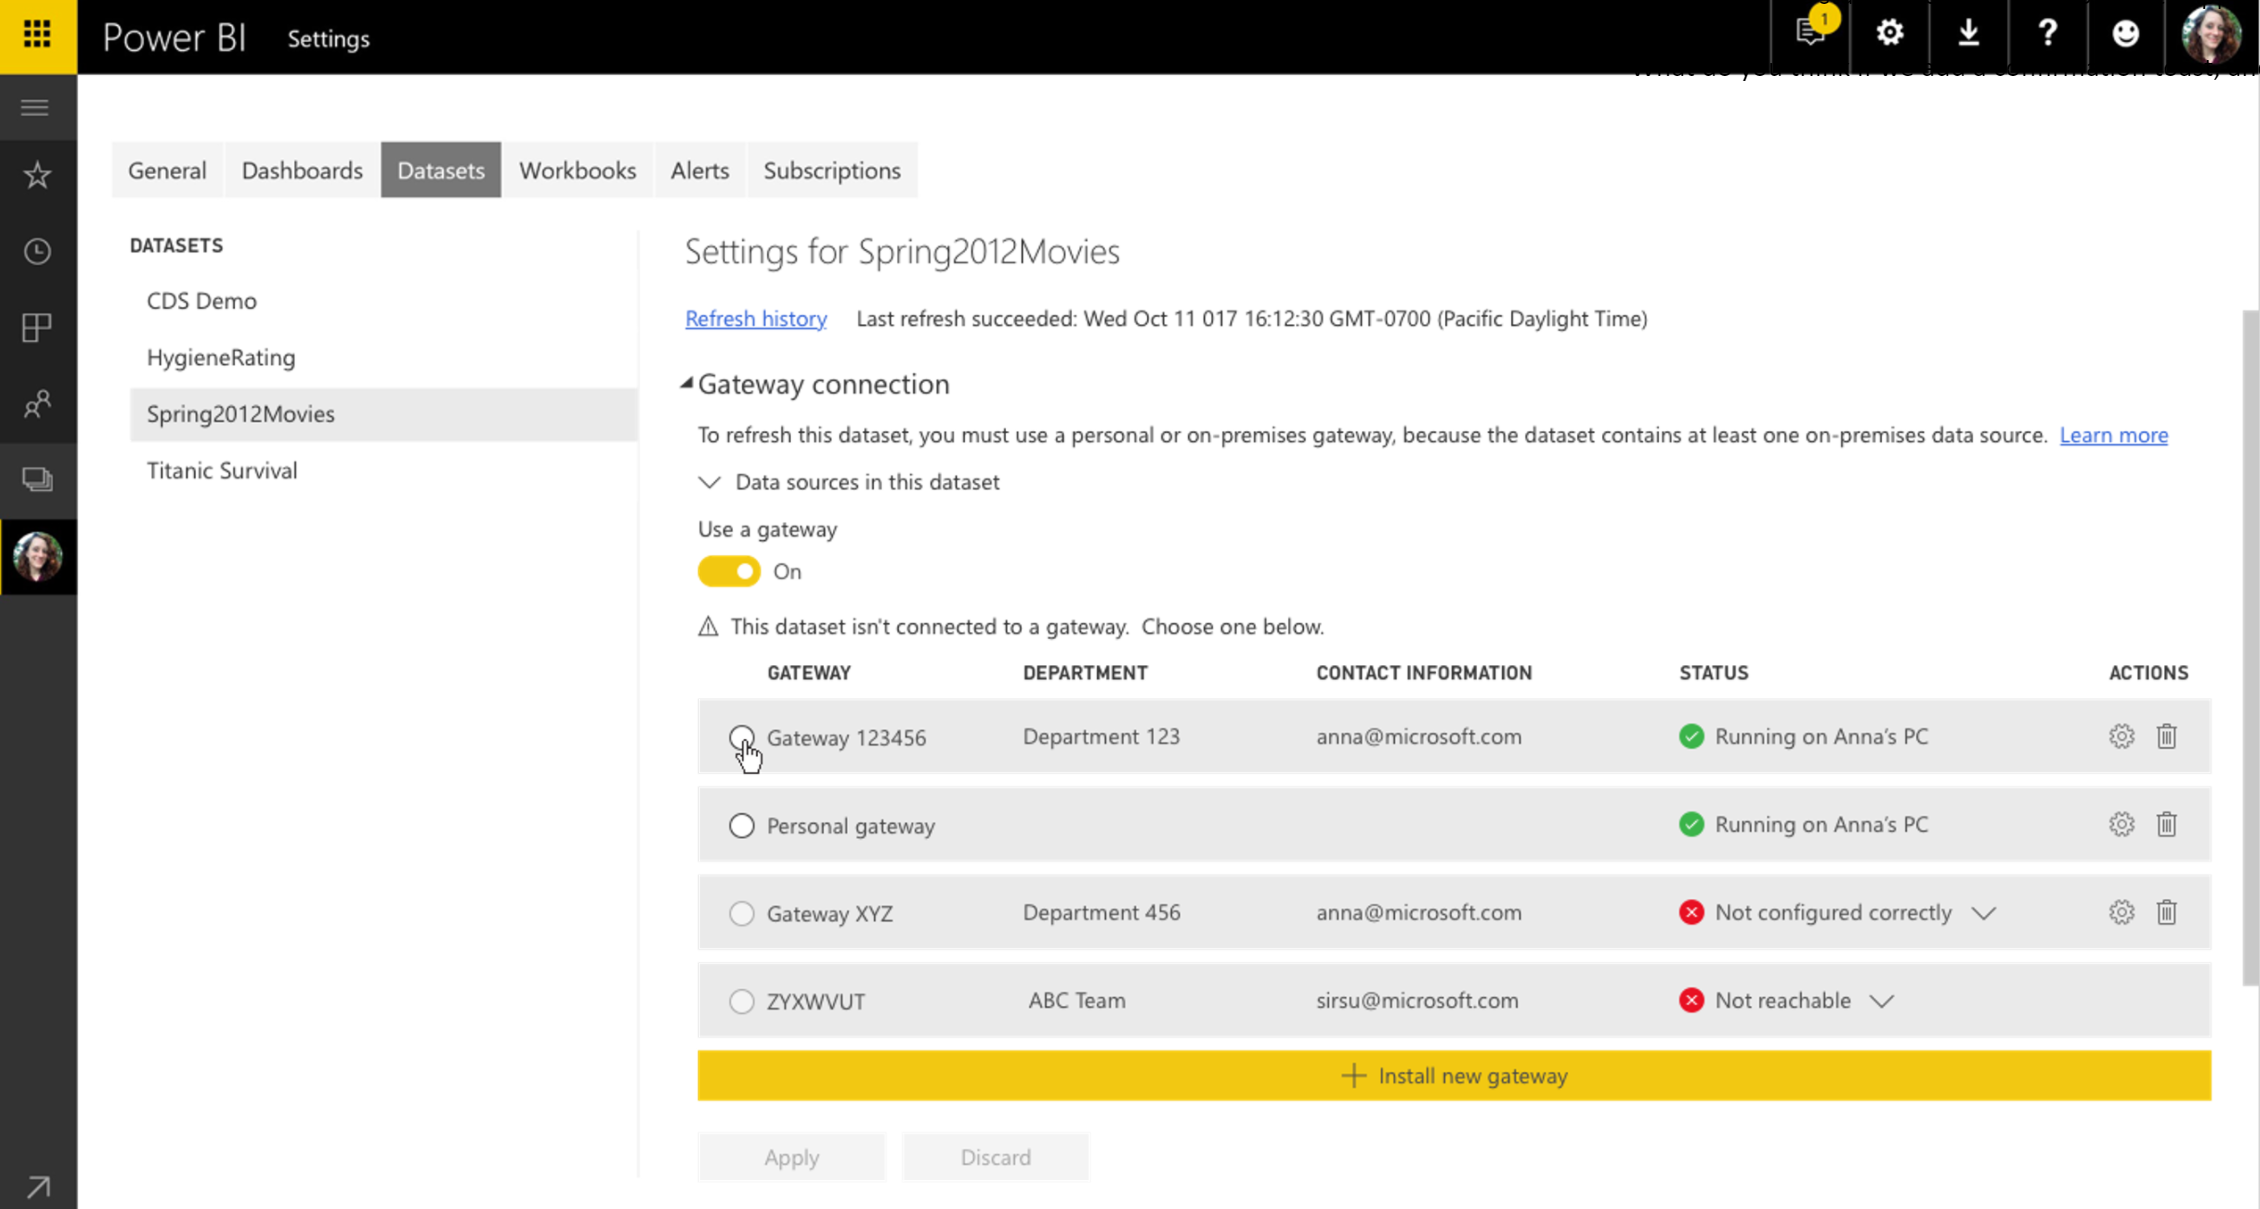 Power BI Settings 1
General Dashboards Datasets Workbooks Alerts Subscriptions
DATASETS
CDS Demo
HygieneRating
Spring2012Movies
Titanic Survival
Settings for Spring2012Movies
Refresh history Last refresh succeeded: Wed Oct 11 017 16:12:30 GMT-0700 (Pacific Daylight Time)
Gateway connection
To refresh this dataset, you must use a personal or on-premises gateway, because the dataset contains at least one on-premises data source. Learn more
Data sources in this dataset
Use a gateway
On
This dataset isn't connected to a gateway. Choose one below.
GATEWAY DEPARTMENT CONTACT INFORMATION STATUS ACTIONS
Gateway 123456 Department 123 anna@microsoft.com Running on Anna's PC
Personal gateway Running on Anna's PC
Gateway XYZ Department 456 anna@microsoft.com Not configured correctly
ZYXWVUT ABC Team sirsu@microsoft.com Not reachable
+ Install new gateway
Apply Discard